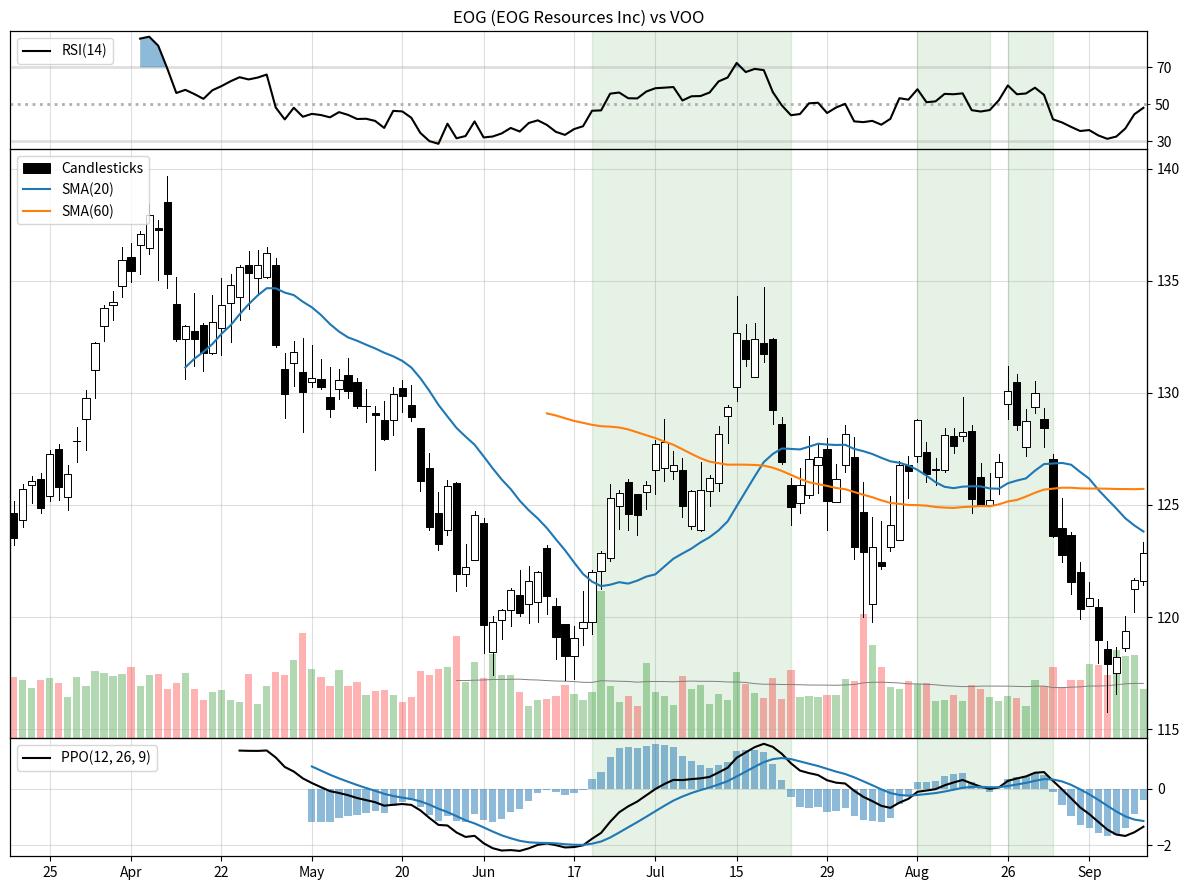 EOG (EOG Resources Inc) vs VOO
RSI(14)
70
50
30
Candlesticks
SMA(20)
SMA(60)
140
135
130
125
120
115
PPO(12, 26, 9)
0
−2
25 Apr 22 May 20 Jun 17 Jul 15 29 Aug 26 Sep